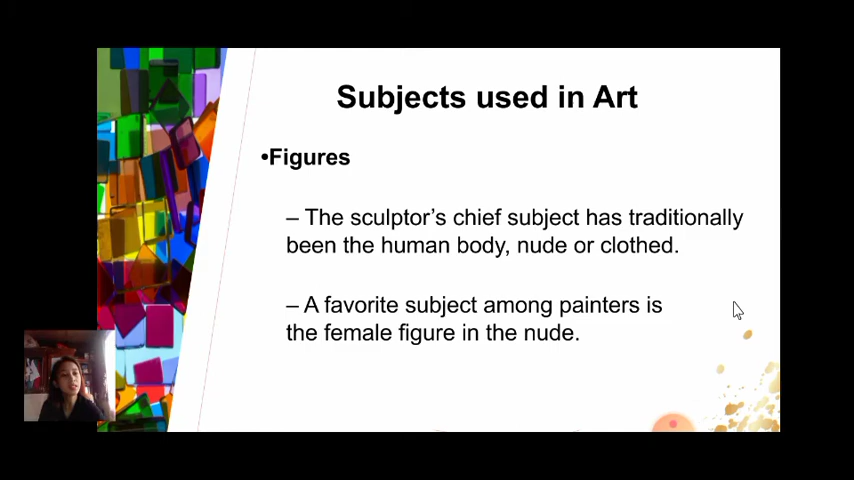 Subjects used in Art
•Figures
– The sculptor’s chief subject has traditionally
been the human body, nude or clothed.
– A favorite subject among painters is
the female figure in the nude.